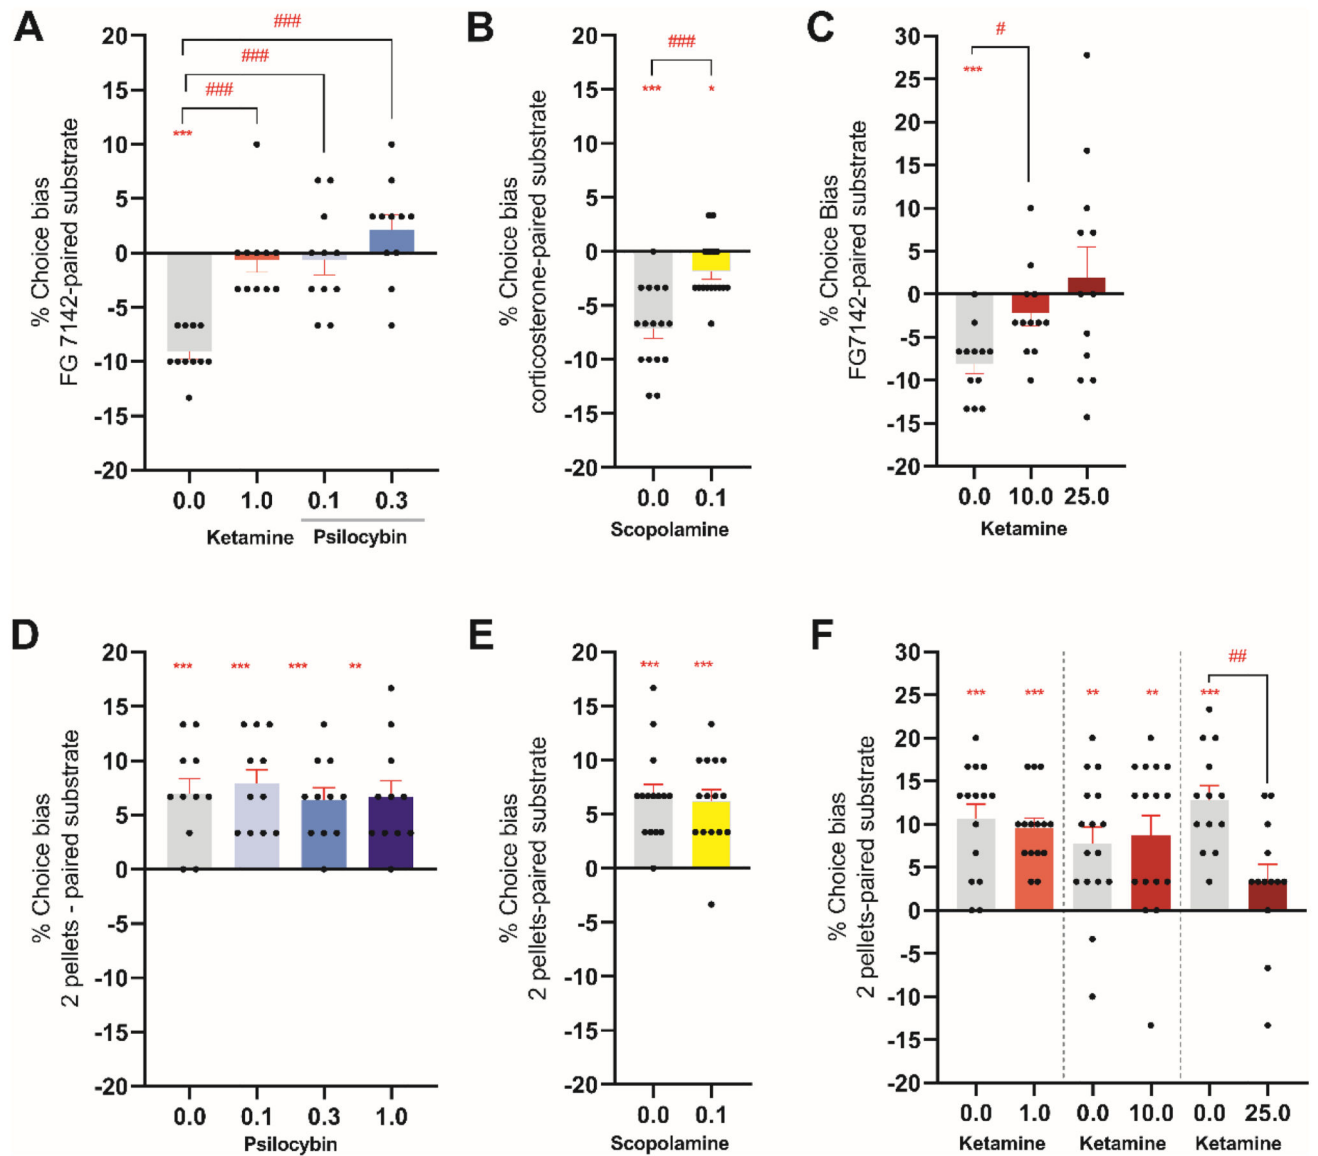 A
% Choice bias
FG 7142-paired substrate
20
15
10
5
0
-5
-10
-15
-20
###
###
###
***
0.0 1.0 0.1 0.3
Ketamine Psilocybin
B
% Choice bias
corticosterone-paired substrate
20
15
10
5
0
-5
-10
-15
-20
###
*** *
0.0 0.1
Scopolamine
C
% Choice Bias
FG7142-paired substrate
30
25
20
15
10
5
0
-5
-10
-15
-20
#
***
0.0 10.0 25.0
Ketamine
D
% Choice bias
2 pellets - paired substrate
20
15
10
5
0
-5
-10
-15
-20
*** *** *** **
0.0 0.1 0.3 1.0
Psilocybin
E
% Choice bias
2 pellets-paired substrate
20
15
10
5
0
-5
-10
-15
-20
*** ***
0.0 0.1
Scopolamine
F
% Choice bias
2 pellets-paired substrate
30
25
20
15
10
5
0
-5
-10
-15
-20
##
*** *** ** ** ***
0.0 1.0 0.0 10.0 0.0 25.0
Ketamine Ketamine Ketamine